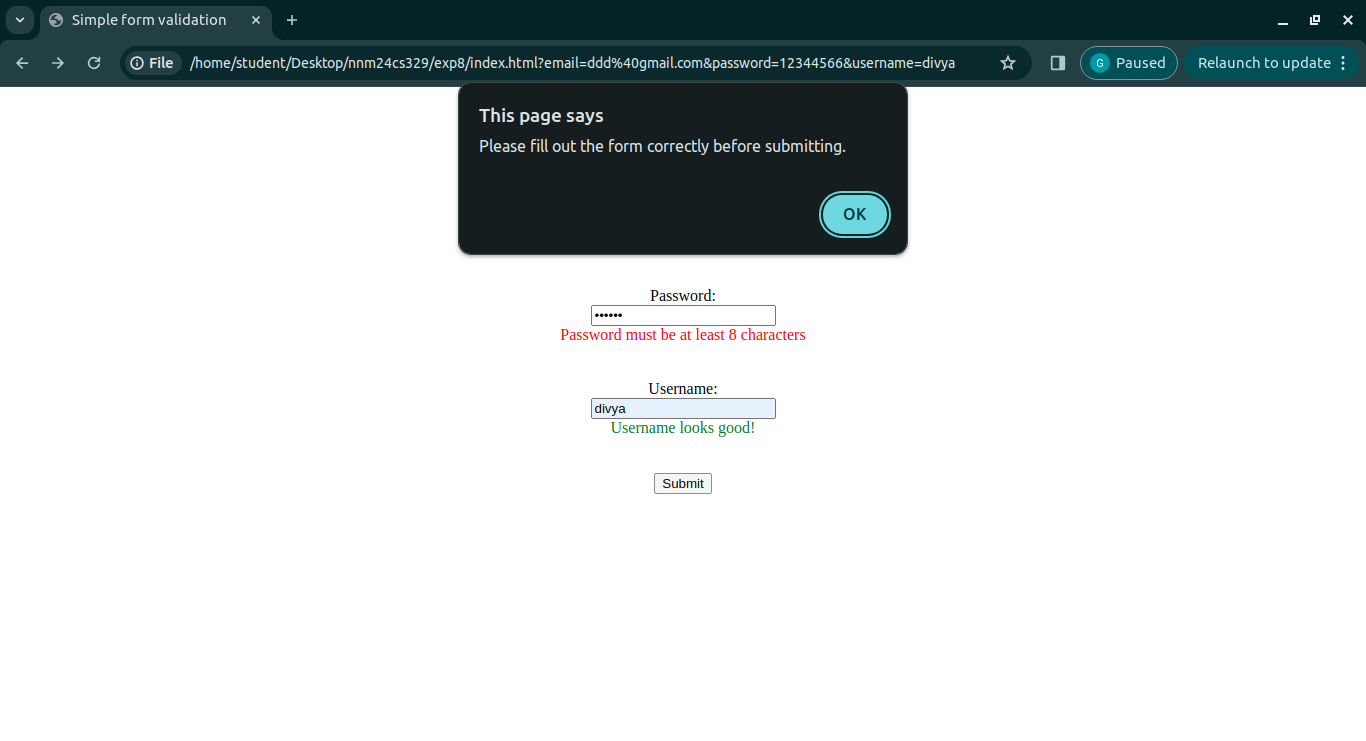 Simple form validation
File /home/student/Desktop/nnm24cs329/exp8/index.html?email=ddd%40gmail.com&password=12344566&username=divya G Paused Relaunch to update
This page says
Please fill out the form correctly before submitting.
OK
Password:
••••••
Password must be at least 8 characters
Username:
divya
Username looks good!
Submit